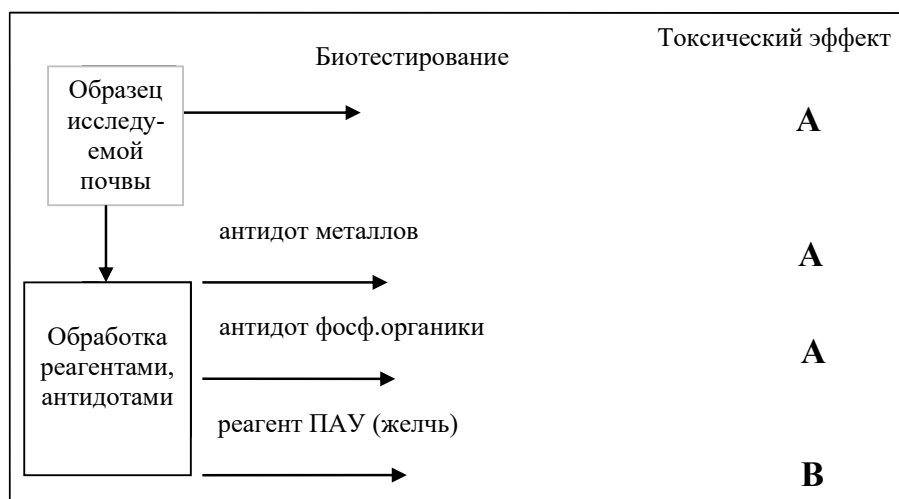 Токсический эффект
Биотестирование
Образец
исследу-
емой
почвы
А
антидот металлов
А
Обработка
реагентами,
антидотами
антидот фосф.органики
А
реагент ПАУ (желчь)
В